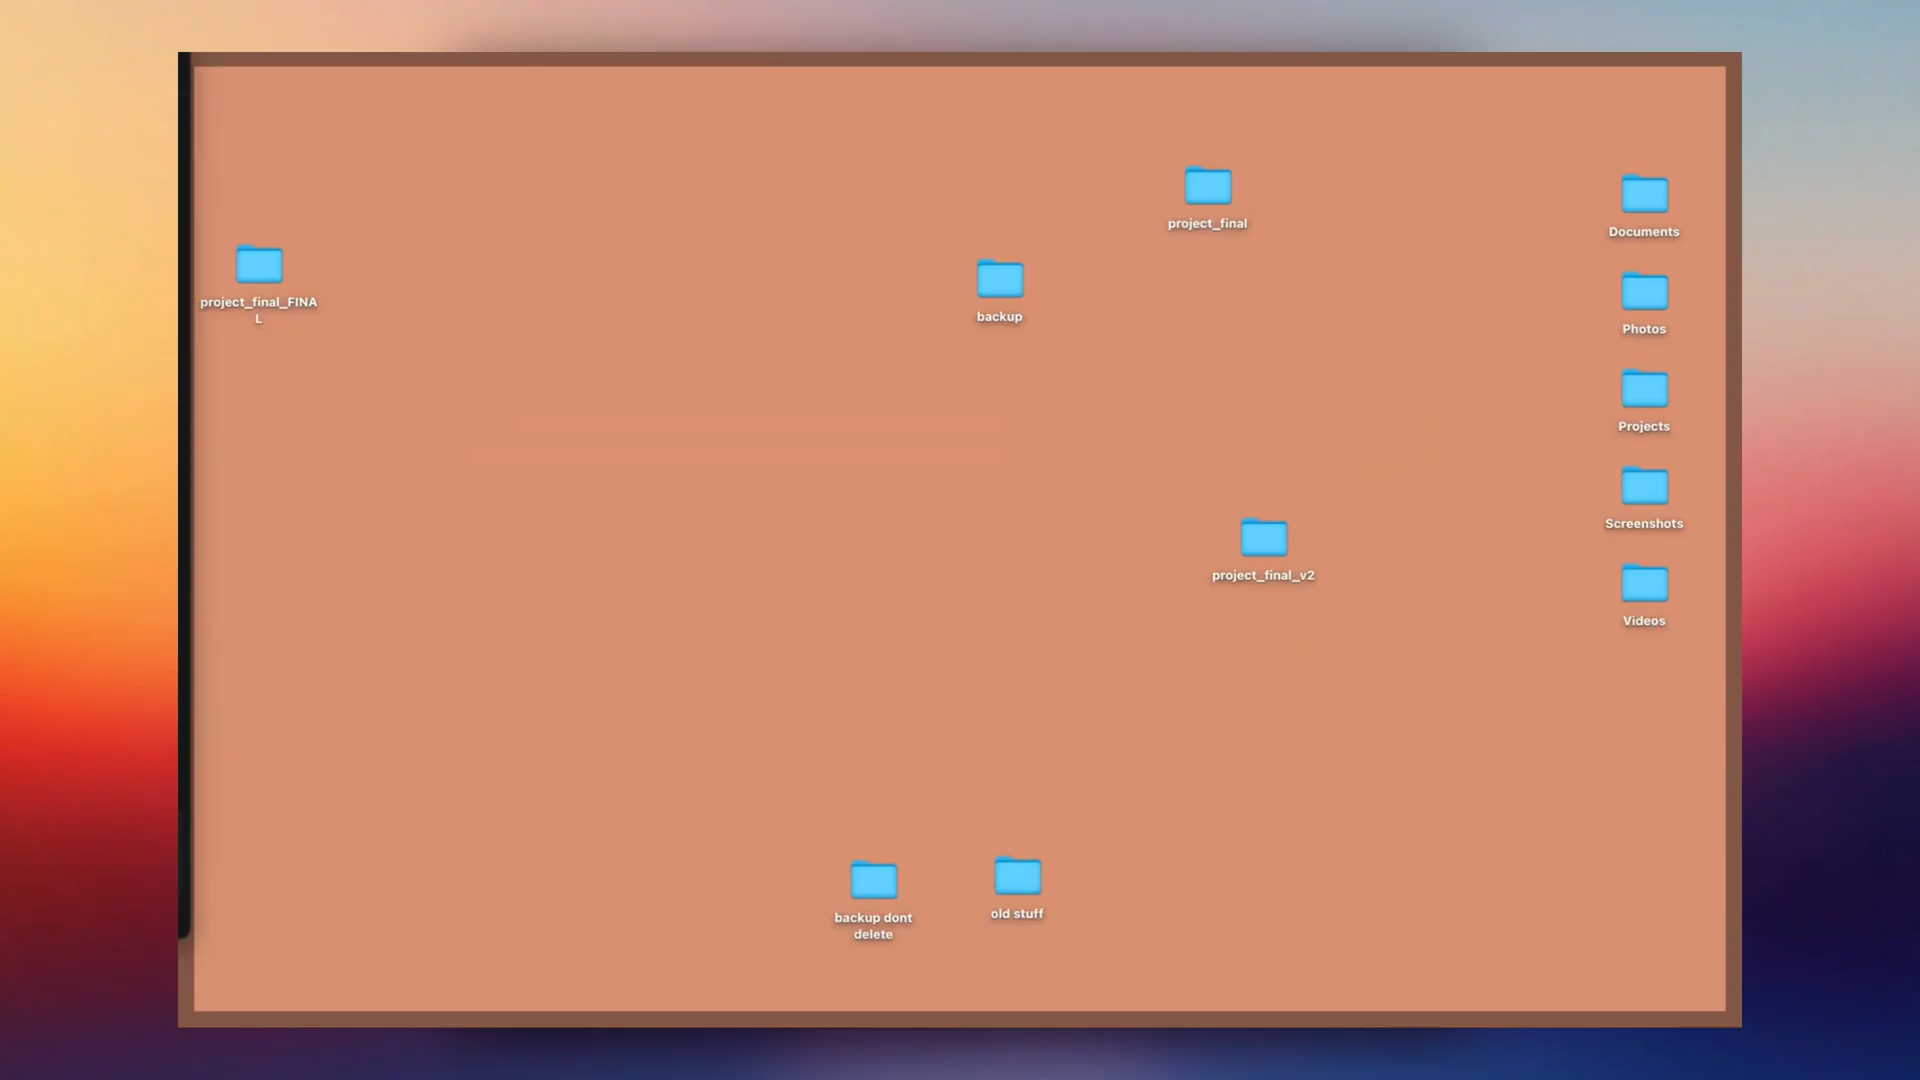 project_final
Documents
project_final_FINA
L
backup
Photos
Projects
Screenshots
project_final_v2
Videos
backup dont
delete
old stuff